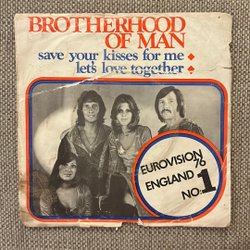 BROTHERHOOD
OF MAN
save your kisses for me
let's love together
EUROVISION
76
ENGLAND
NO:1